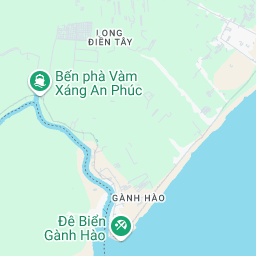 LONG
ĐIỀN TÂY
Bến phà Vàm
Xáng An Phúc
GÀNH HÀO
Đê Biển
Gành Hào